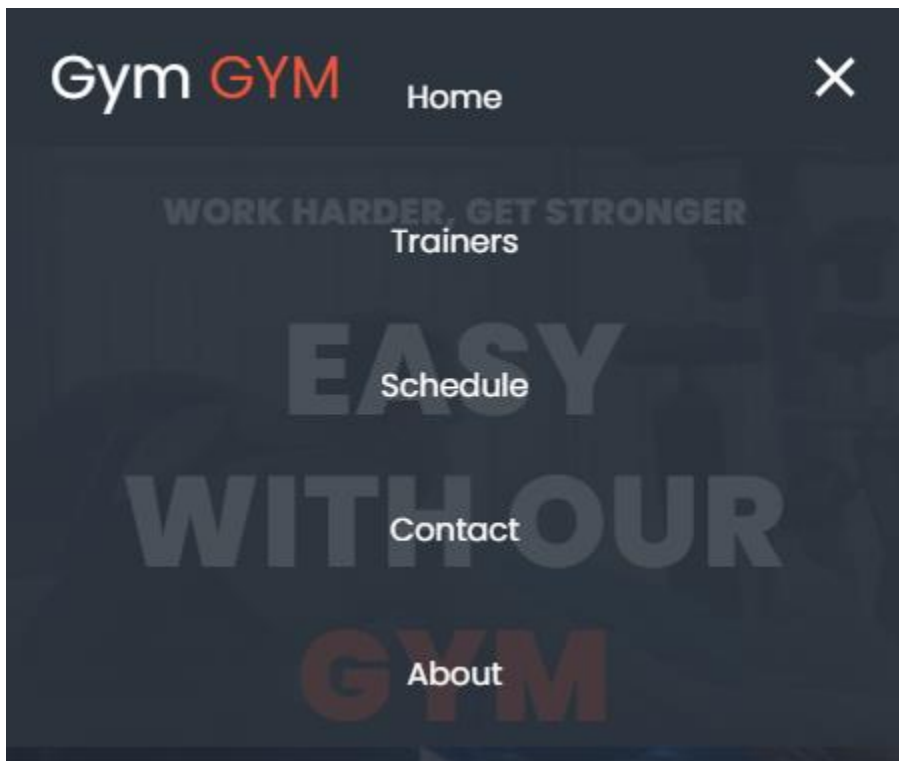 Gym GYM
Home
WORK HARDER, GET STRONGER
Trainers
EASY
Schedule
WITH OUR
Contact
GYM
About